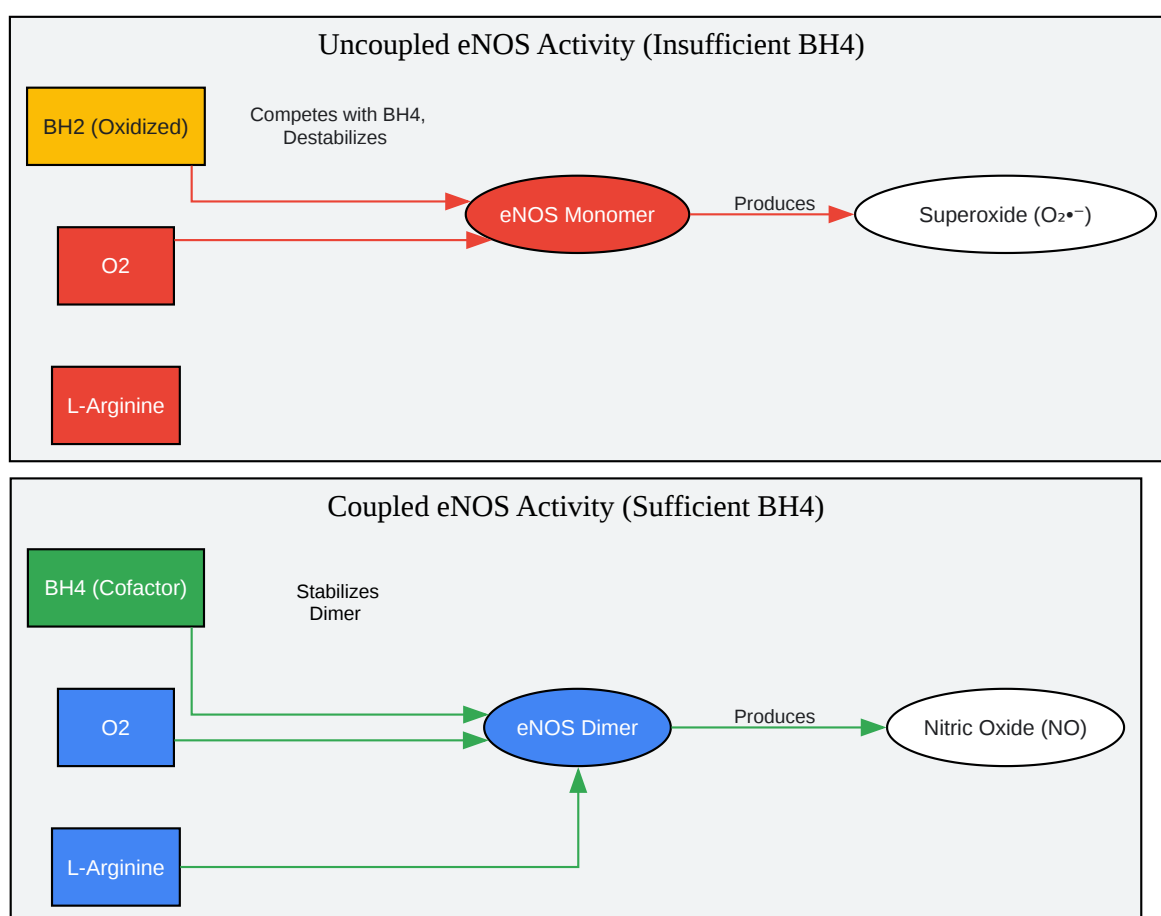 Uncoupled eNOS Activity (Insufficient BH4)
BH2 (Oxidized)
Competes with BH4,
Destabilizes
eNOS Monomer
Produces
Superoxide (O₂•⁻)
O2
L-Arginine
Coupled eNOS Activity (Sufficient BH4)
BH4 (Cofactor)
Stabilizes
Dimer
O2
eNOS Dimer
Produces
Nitric Oxide (NO)
L-Arginine